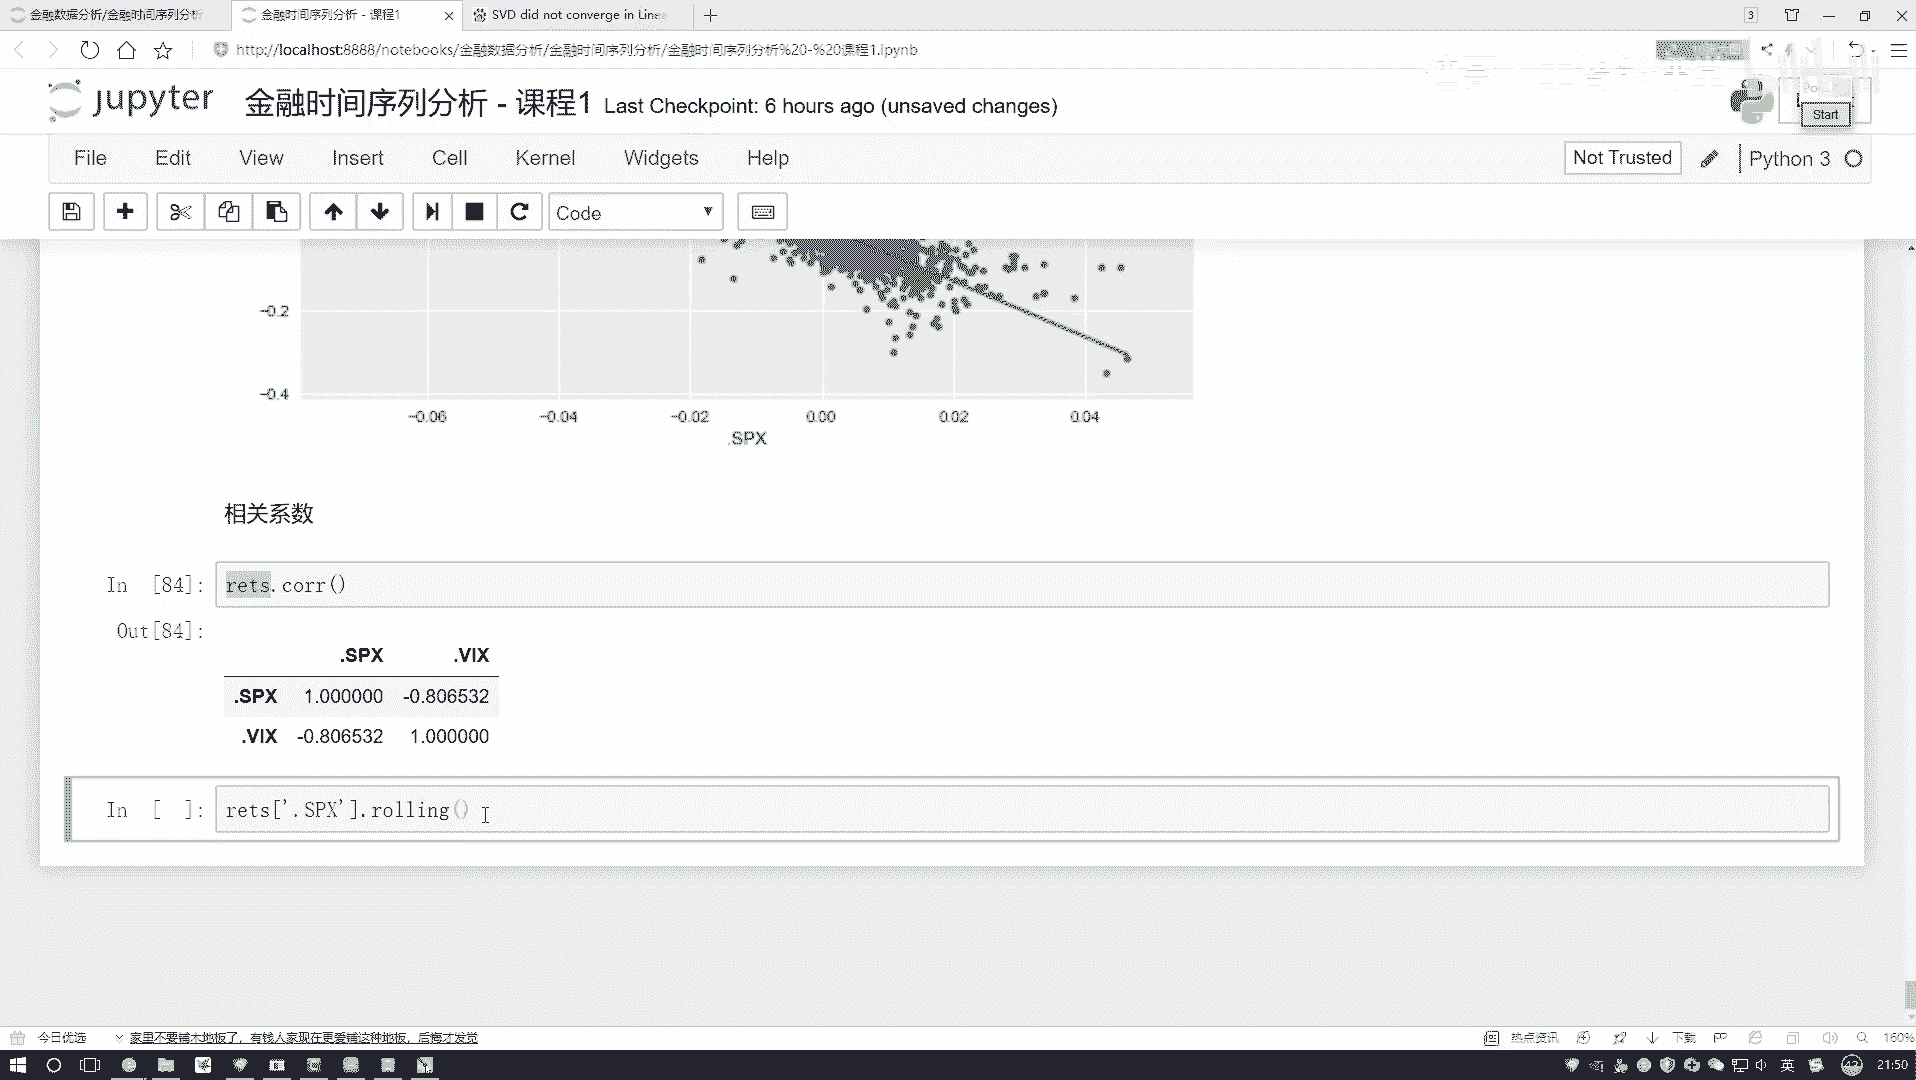 金融数据分析/金融时间序列分析
金融时间序列分析 - 课程1
SVD did not converge in Linea
3
http://localhost:8888/notebooks/金融数据分析/金融时间序列分析/金融时间序列分析%20-%20课程1.ipynb
jupyter 金融时间序列分析 - 课程1 Last Checkpoint: 6 hours ago (unsaved changes)
Start
File Edit View Insert Cell Kernel Widgets Help
Not Trusted Python 3
Code
-0.2
-0.4
-0.06 -0.04 -0.02 0.00 0.02 0.04
.SPX
相关系数
In [84]: rets.corr()
Out[84]:
.SPX .VIX
.SPX 1.000000 -0.806532
.VIX -0.806532 1.000000
In [ ]: rets['.SPX'].rolling()
今日优选 家里不要铺木地板了，有钱人家现在更爱铺这种地板，后悔才发觉
热点资讯 下载 160%
英 42 21:50